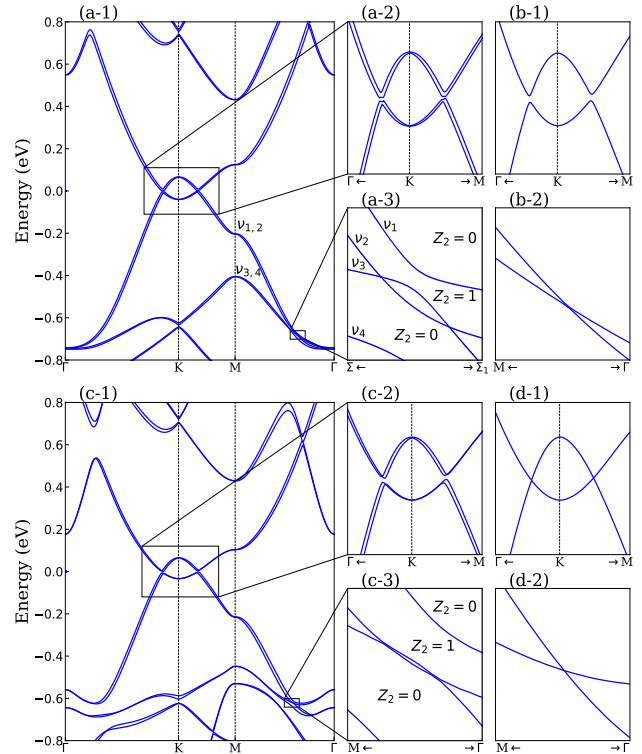 (a-1) (a-2) (b-1)
0.8
0.6
0.4
0.2
0.0
−0.2
−0.4
−0.6
−0.8
Energy (eV)
ν1,2
ν3,4
Γ K M Γ
Γ← K →M
Γ← K →M
(a-3) (b-2)
ν1
ν2
ν3
ν4
Z2 = 0
Z2 = 1
Z2 = 0
Σ← →Σ1
M← →Γ
(c-1) (c-2) (d-1)
0.8
0.6
0.4
0.2
0.0
−0.2
−0.4
−0.6
−0.8
Energy (eV)
Γ K M Γ
Γ← K →M
Γ← K →M
(c-3) (d-2)
Z2 = 0
Z2 = 1
Z2 = 0
M← →Γ
M← →Γ